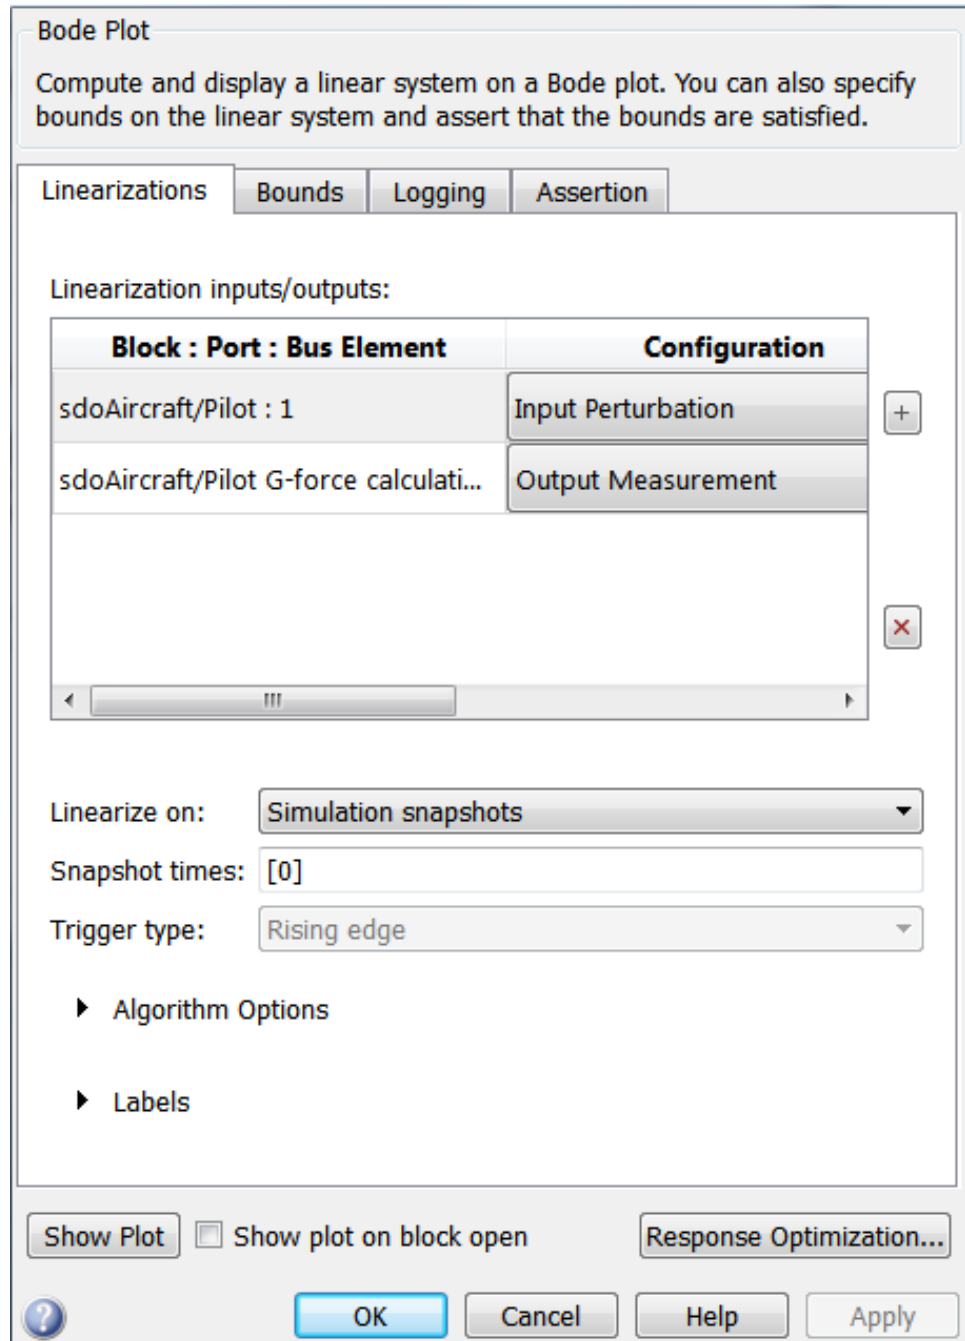 Bode Plot
Compute and display a linear system on a Bode plot. You can also specify
bounds on the linear system and assert that the bounds are satisfied.
Linearizations Bounds Logging Assertion
Linearization inputs/outputs:
Block : Port : Bus Element Configuration
sdoAircraft/Pilot : 1 Input Perturbation
+
sdoAircraft/Pilot G-force calculati... Output Measurement
Linearize on: Simulation snapshots
Snapshot times: [0]
Trigger type: Rising edge
Algorithm Options
Labels
Show Plot Show plot on block open Response Optimization...
? OK Cancel Help Apply